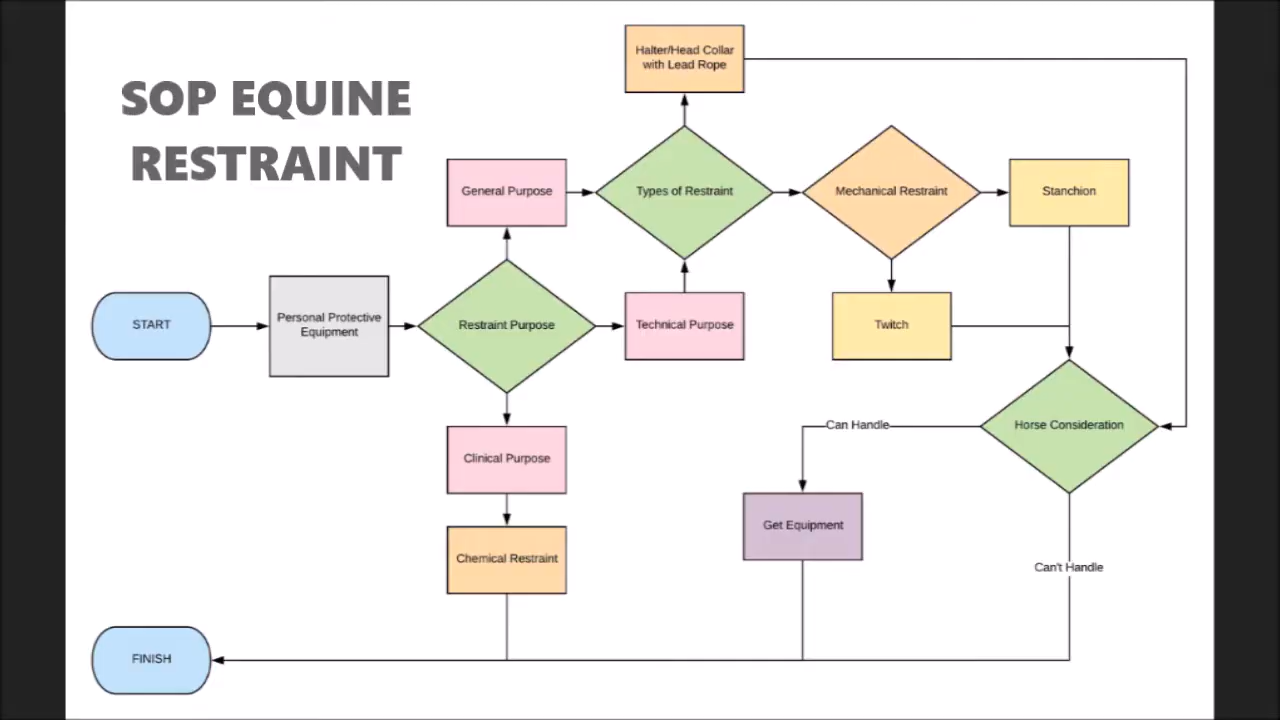 SOP EQUINE
RESTRAINT
Halter/Head Collar
with Lead Rope
General Purpose
Types of Restraint
Mechanical Restraint
Stanchion
START
Personal Protective
Equipment
Restraint Purpose
Technical Purpose
Twitch
Can Handle
Horse Consideration
Clinical Purpose
Get Equipment
Chemical Restraint
Can't Handle
FINISH